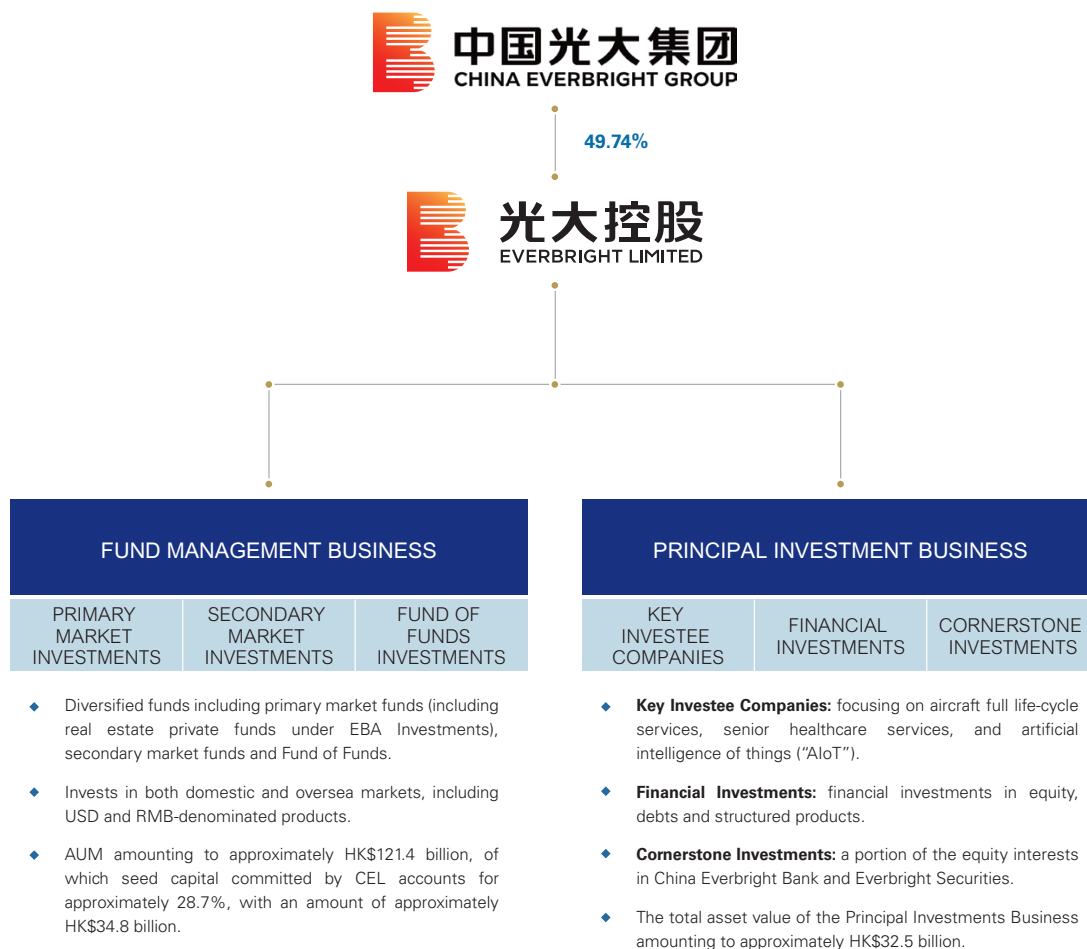 中国光大集团
CHINA EVERBRIGHT GROUP
49.74%
光大控股
EVERBRIGHT LIMITED
FUND MANAGEMENT BUSINESS
PRIMARY
MARKET
INVESTMENTS
SECONDARY
MARKET
INVESTMENTS
FUND OF
FUNDS
INVESTMENTS
Diversified funds including primary market funds (including
real estate private funds under EBA Investments),
secondary market funds and Fund of Funds.
Invests in both domestic and oversea markets, including
USD and RMB-denominated products.
AUM amounting to approximately HK$121.4 billion, of
which seed capital committed by CEL accounts for
approximately 28.7%, with an amount of approximately
HK$34.8 billion.
PRINCIPAL INVESTMENT BUSINESS
KEY
INVESTEE
COMPANIES
FINANCIAL
INVESTMENTS
CORNERSTONE
INVESTMENTS
Key Investee Companies: focusing on aircraft full life-cycle
services, senior healthcare services, and artificial
intelligence of things (“AIoT”).
Financial Investments: financial investments in equity,
debts and structured products.
Cornerstone Investments: a portion of the equity interests
in China Everbright Bank and Everbright Securities.
The total asset value of the Principal Investments Business
amounting to approximately HK$32.5 billion.